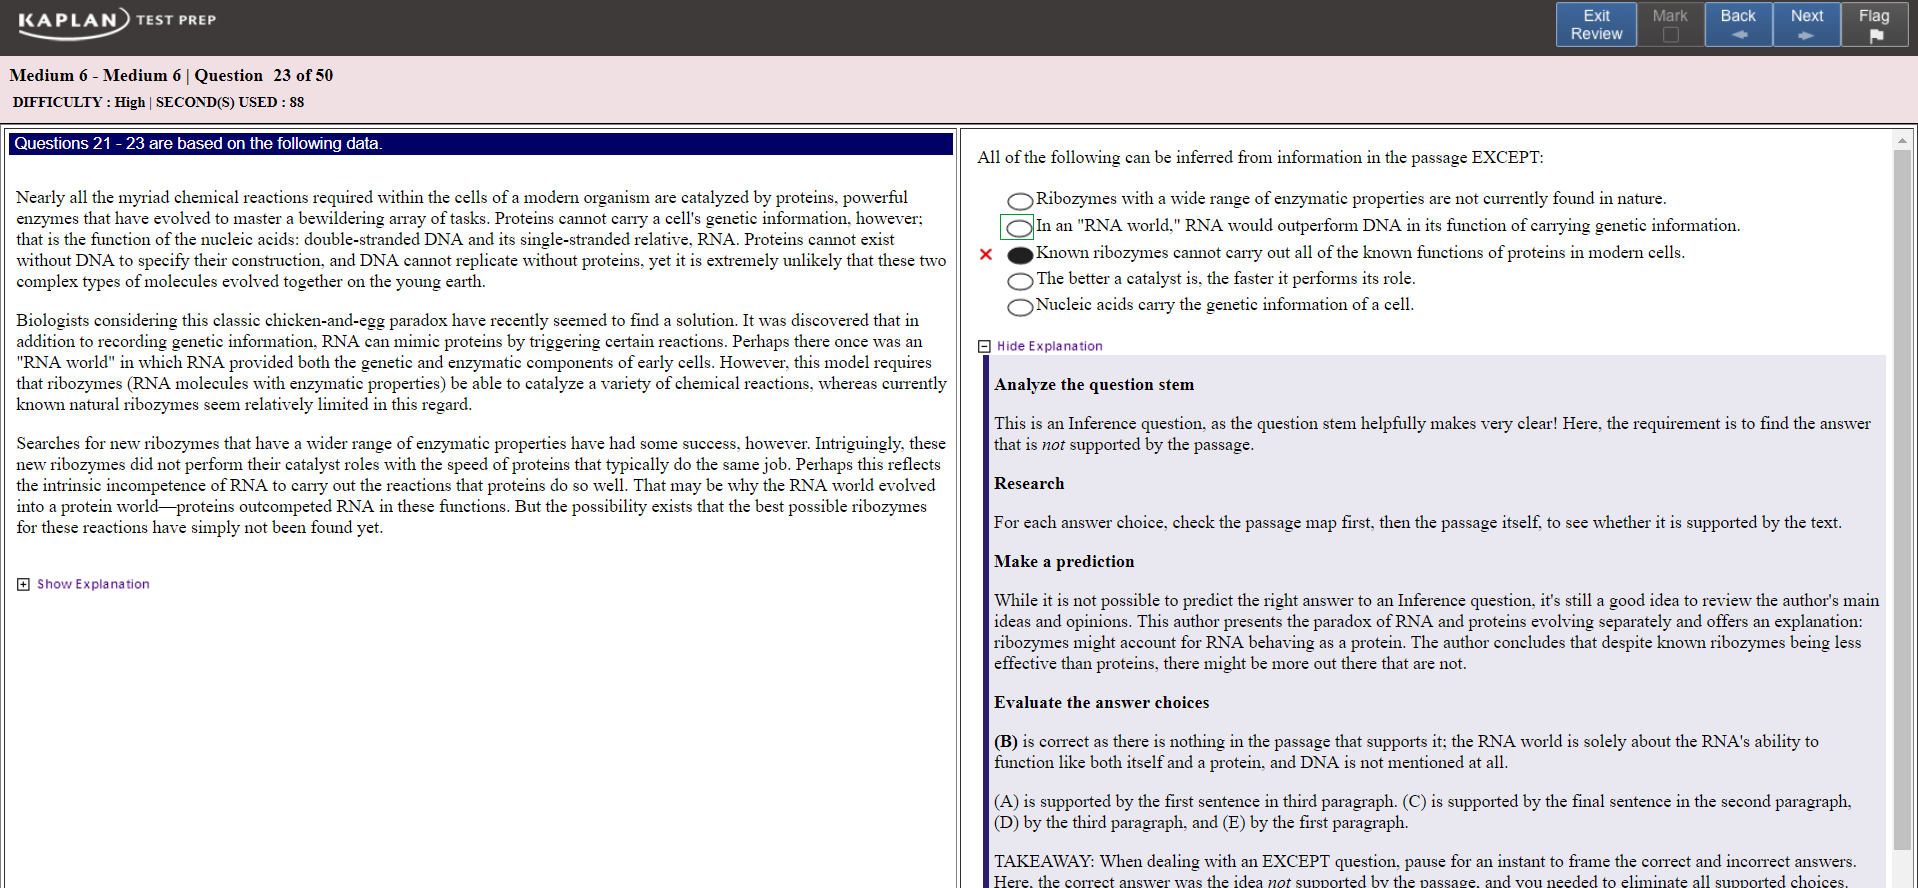 KAPLAN TEST PREP
Exit Review
Mark
Back
Next
Flag
Medium 6 - Medium 6 | Question 23 of 50
DIFFICULTY : High | SECOND(S) USED : 88
Questions 21 - 23 are based on the following data.
Nearly all the myriad chemical reactions required within the cells of a modern organism are catalyzed by proteins, powerful
enzymes that have evolved to master a bewildering array of tasks. Proteins cannot carry a cell's genetic information, however;
that is the function of the nucleic acids: double-stranded DNA and its single-stranded relative, RNA. Proteins cannot exist
without DNA to specify their construction, and DNA cannot replicate without proteins, yet it is extremely unlikely that these two
complex types of molecules evolved together on the young earth.
Biologists considering this classic chicken-and-egg paradox have recently seemed to find a solution. It was discovered that in
addition to recording genetic information, RNA can mimic proteins by triggering certain reactions. Perhaps there once was an
"RNA world" in which RNA provided both the genetic and enzymatic components of early cells. However, this model requires
that ribozymes (RNA molecules with enzymatic properties) be able to catalyze a variety of chemical reactions, whereas currently
known natural ribozymes seem relatively limited in this regard.
Searches for new ribozymes that have a wider range of enzymatic properties have had some success, however. Intriguingly, these
new ribozymes did not perform their catalyst roles with the speed of proteins that typically do the same job. Perhaps this reflects
the intrinsic incompetence of RNA to carry out the reactions that proteins do so well. That may be why the RNA world evolved
into a protein world—proteins outcompeted RNA in these functions. But the possibility exists that the best possible ribozymes
for these reactions have simply not been found yet.
Show Explanation
All of the following can be inferred from information in the passage EXCEPT:
Ribozymes with a wide range of enzymatic properties are not currently found in nature.
In an "RNA world," RNA would outperform DNA in its function of carrying genetic information.
Known ribozymes cannot carry out all of the known functions of proteins in modern cells.
The better a catalyst is, the faster it performs its role.
Nucleic acids carry the genetic information of a cell.
Hide Explanation
Analyze the question stem
This is an Inference question, as the question stem helpfully makes very clear! Here, the requirement is to find the answer
that is not supported by the passage.
Research
For each answer choice, check the passage map first, then the passage itself, to see whether it is supported by the text.
Make a prediction
While it is not possible to predict the right answer to an Inference question, it's still a good idea to review the author's main
ideas and opinions. This author presents the paradox of RNA and proteins evolving separately and offers an explanation:
ribozymes might account for RNA behaving as a protein. The author concludes that despite known ribozymes being less
effective than proteins, there might be more out there that are not.
Evaluate the answer choices
(B) is correct as there is nothing in the passage that supports it; the RNA world is solely about the RNA's ability to
function like both itself and a protein, and DNA is not mentioned at all.
(A) is supported by the first sentence in third paragraph. (C) is supported by the final sentence in the second paragraph,
(D) by the third paragraph, and (E) by the first paragraph.
TAKEAWAY: When dealing with an EXCEPT question, pause for an instant to frame the correct and incorrect answers.
Here, the correct answer was the idea not supported by the passage, and you needed to eliminate all supported choices.